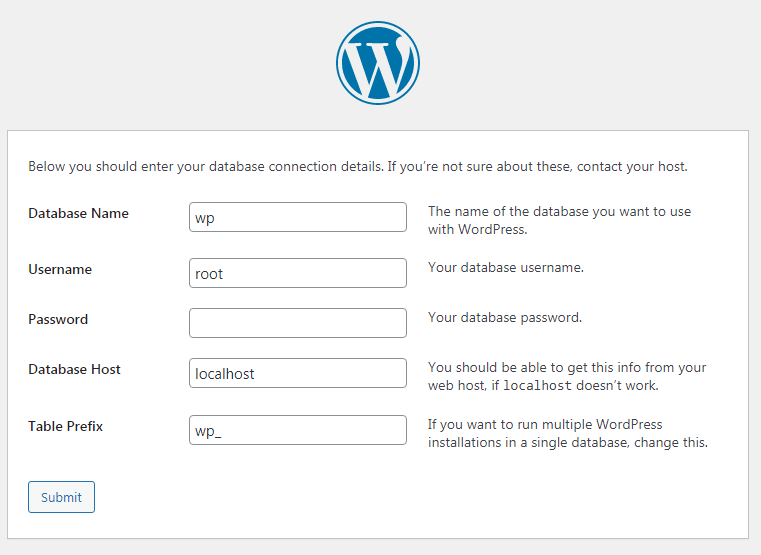 Below you should enter your database connection details. If you’re not sure about these, contact your host.
Database Name
wp
The name of the database you want to use
with WordPress.
Username
root
Your database username.
Password
Your database password.
Database Host
localhost
You should be able to get this info from your
web host, if localhost doesn’t work.
Table Prefix
wp_
If you want to run multiple WordPress
installations in a single database, change this.
Submit